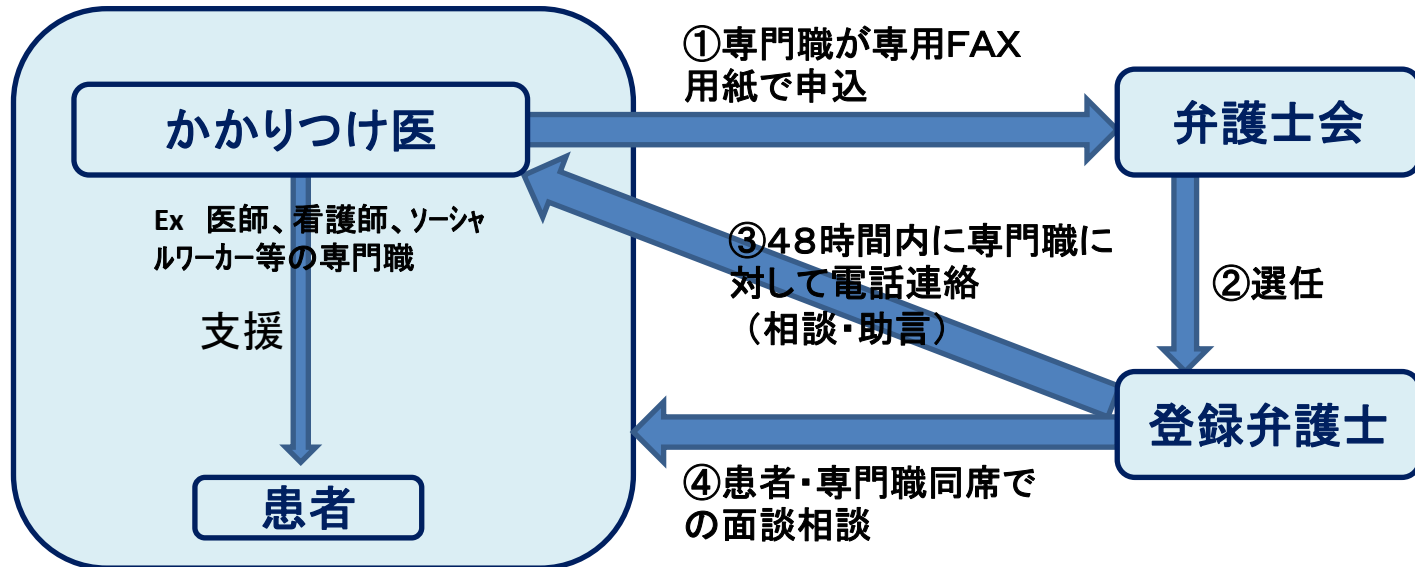 ①専門職が専用FAX
用紙で申込
かかりつけ医
弁護士会
Ex　医師、看護師、ソーシャ
ルワーカー等の専門職
支援
③48時間内に専門職に
対して電話連絡
（相談・助言）
②選任
登録弁護士
④患者・専門職同席で
の面談相談
患者